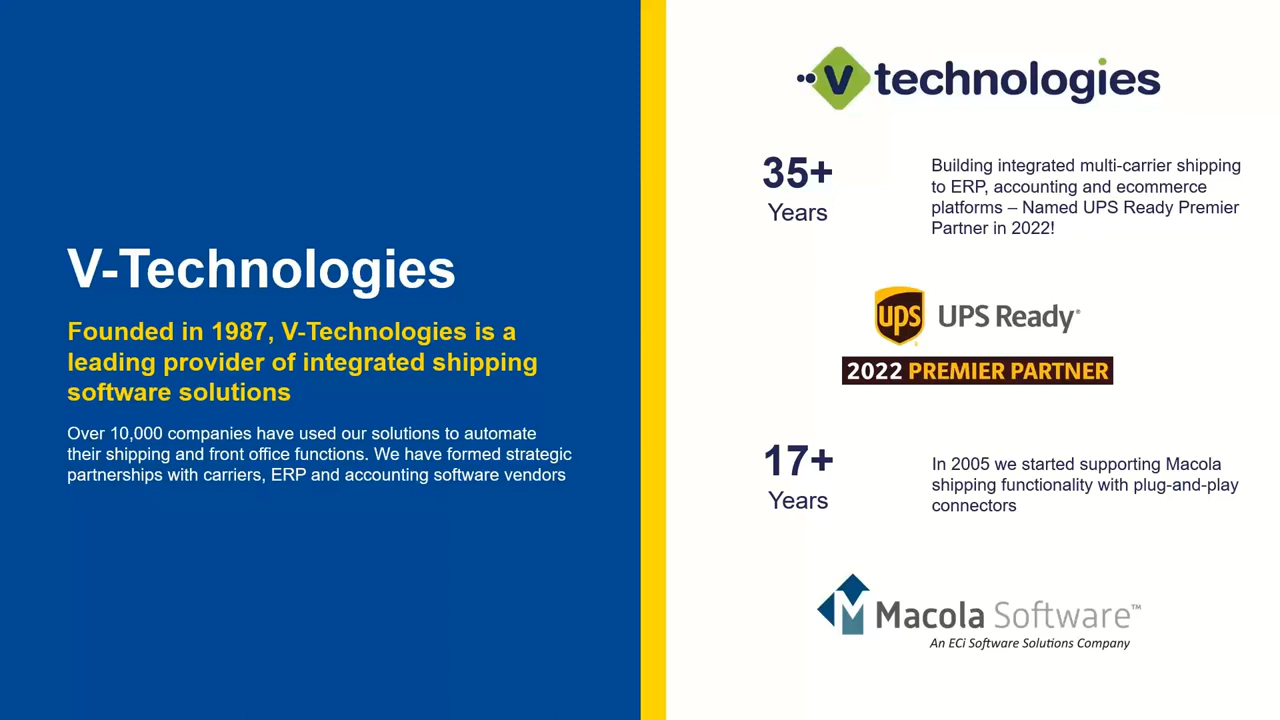 V-Technologies
Founded in 1987, V-Technologies is a
leading provider of integrated shipping
software solutions
Over 10,000 companies have used our solutions to automate
their shipping and front office functions. We have formed strategic
partnerships with carriers, ERP and accounting software vendors
V technologies
35+
Years
Building integrated multi-carrier shipping
to ERP, accounting and ecommerce
platforms – Named UPS Ready Premier
Partner in 2022!
ups UPS Ready®
2022 PREMIER PARTNER
17+
Years
In 2005 we started supporting Macola
shipping functionality with plug-and-play
connectors
M Macola Software™
An ECi Software Solutions Company